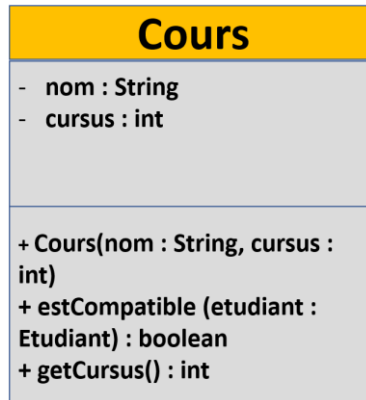 Cours
- nom : String
- cursus : int
+ Cours(nom : String, cursus :
int)
+ estCompatible (etudiant :
Etudiant) : boolean
+ getCursus() : int